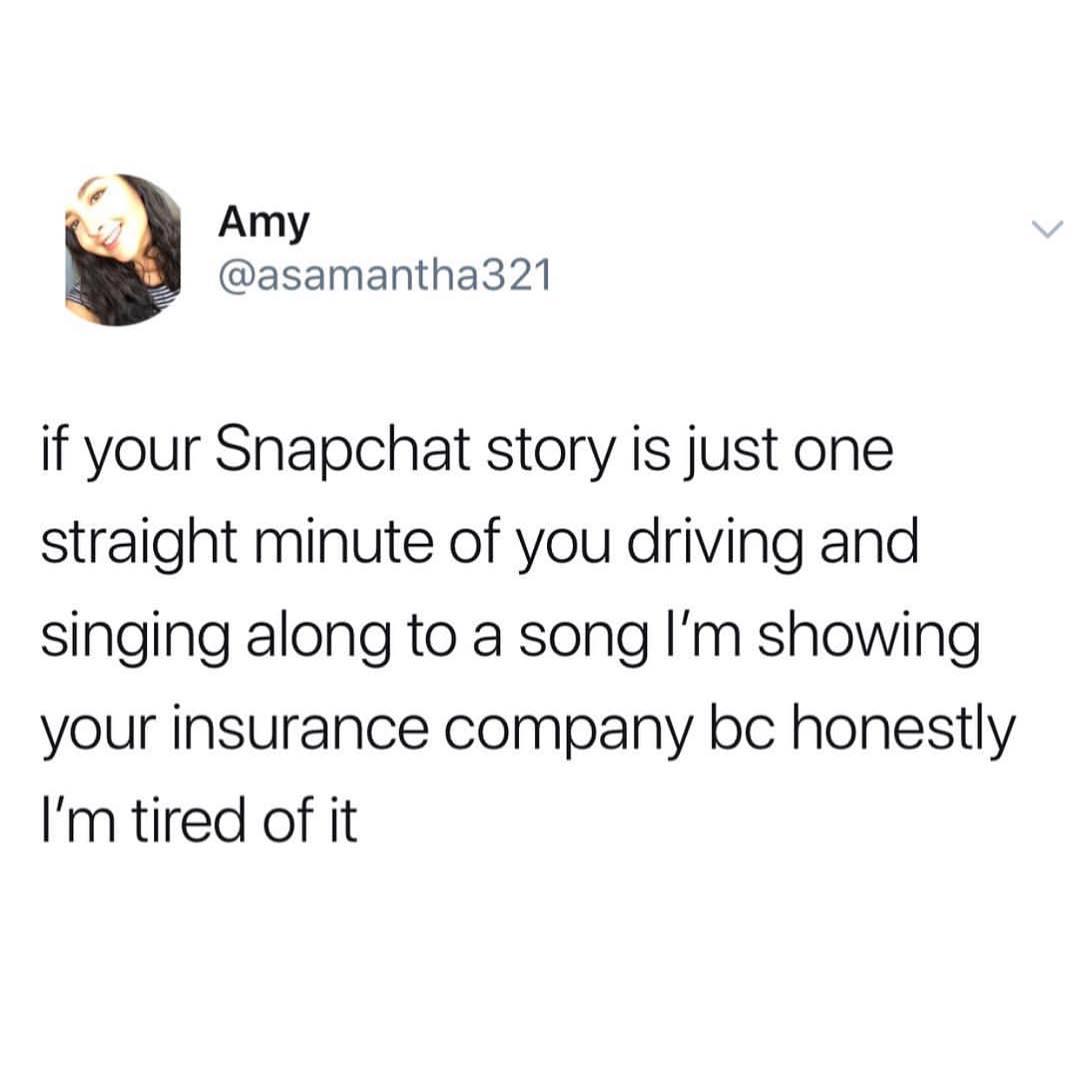 Amy
@asamantha321
if your Snapchat story is just one
straight minute of you driving and
singing along to a song I'm showing
your insurance company bc honestly
I'm tired of it